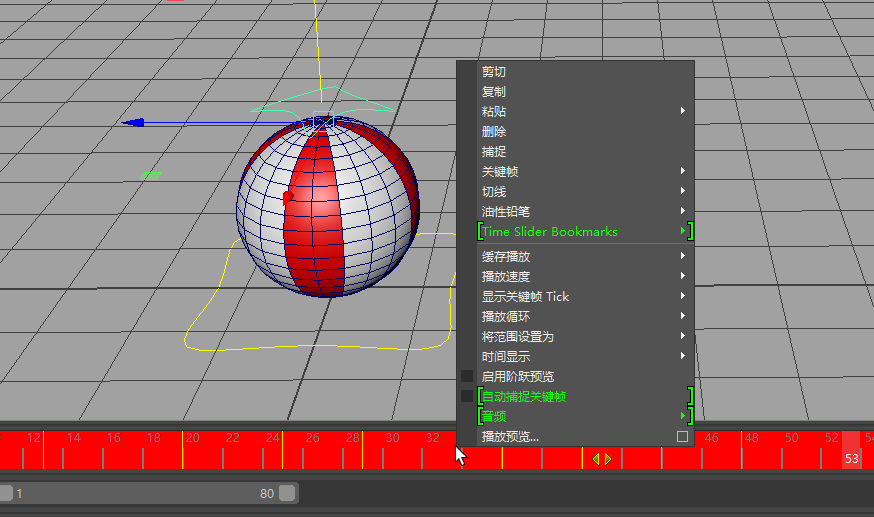 剪切
复制
粘贴
删除
捕捉
关键帧
切线
油性铅笔
Time Slider Bookmarks
缓存播放
播放速度
显示关键帧 Tick
播放循环
将范围设置为
时间显示
启用阶跃预览
自动捕捉关键帧
音频
播放预览...
12 14 16 18 20 22 24 26 28 30 32 46 48 50 52 54
53
1 80